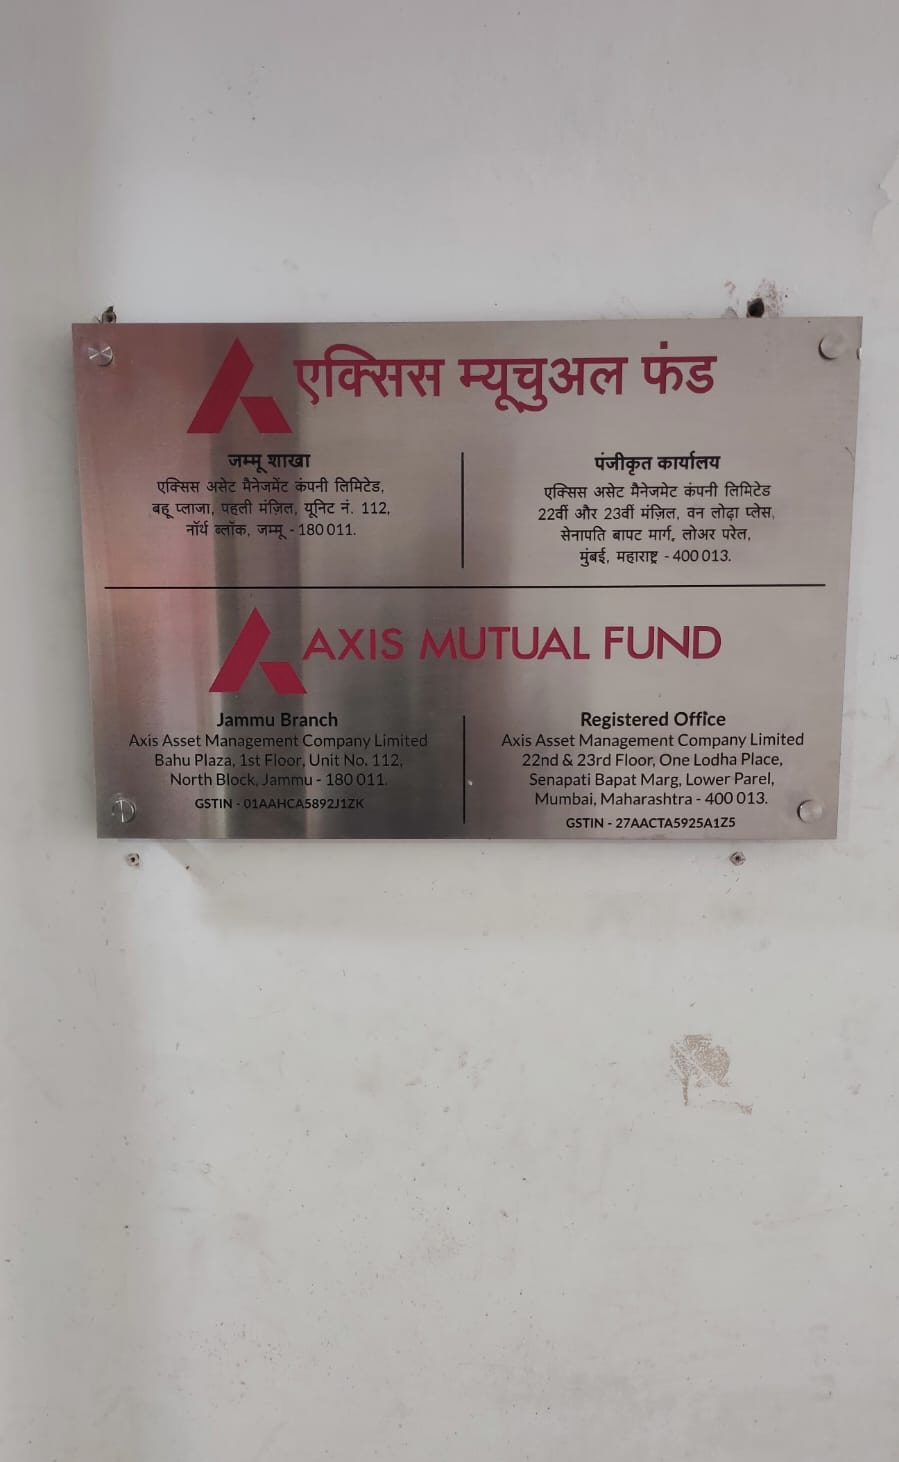 एक्सिस म्यूचुअल फंड
जम्मू शाखा
एक्सिस असेट मैनेजमेंट कंपनी लिमिटेड,
बहू प्लाजा, पहली मंज़िल, यूनिट नं. 112,
नॉर्थ ब्लॉक, जम्मू - 180 011.
पंजीकृत कार्यालय
एक्सिस असेट मैनेजमेंट कंपनी लिमिटेड
22वीं और 23वीं मंज़िल, वन लोढ़ा प्लेस,
सेनापति बापट मार्ग, लोअर परेल,
मुंबई, महाराष्ट्र - 400 013.
AXIS MUTUAL FUND
Jammu Branch
Axis Asset Management Company Limited
Bahu Plaza, 1st Floor, Unit No. 112,
North Block, Jammu - 180 011.
GSTIN - 01AAHCA5892J1ZK
Registered Office
Axis Asset Management Company Limited
22nd & 23rd Floor, One Lodha Place,
Senapati Bapat Marg, Lower Parel,
Mumbai, Maharashtra - 400 013.
GSTIN - 27AACTA5925A1Z5